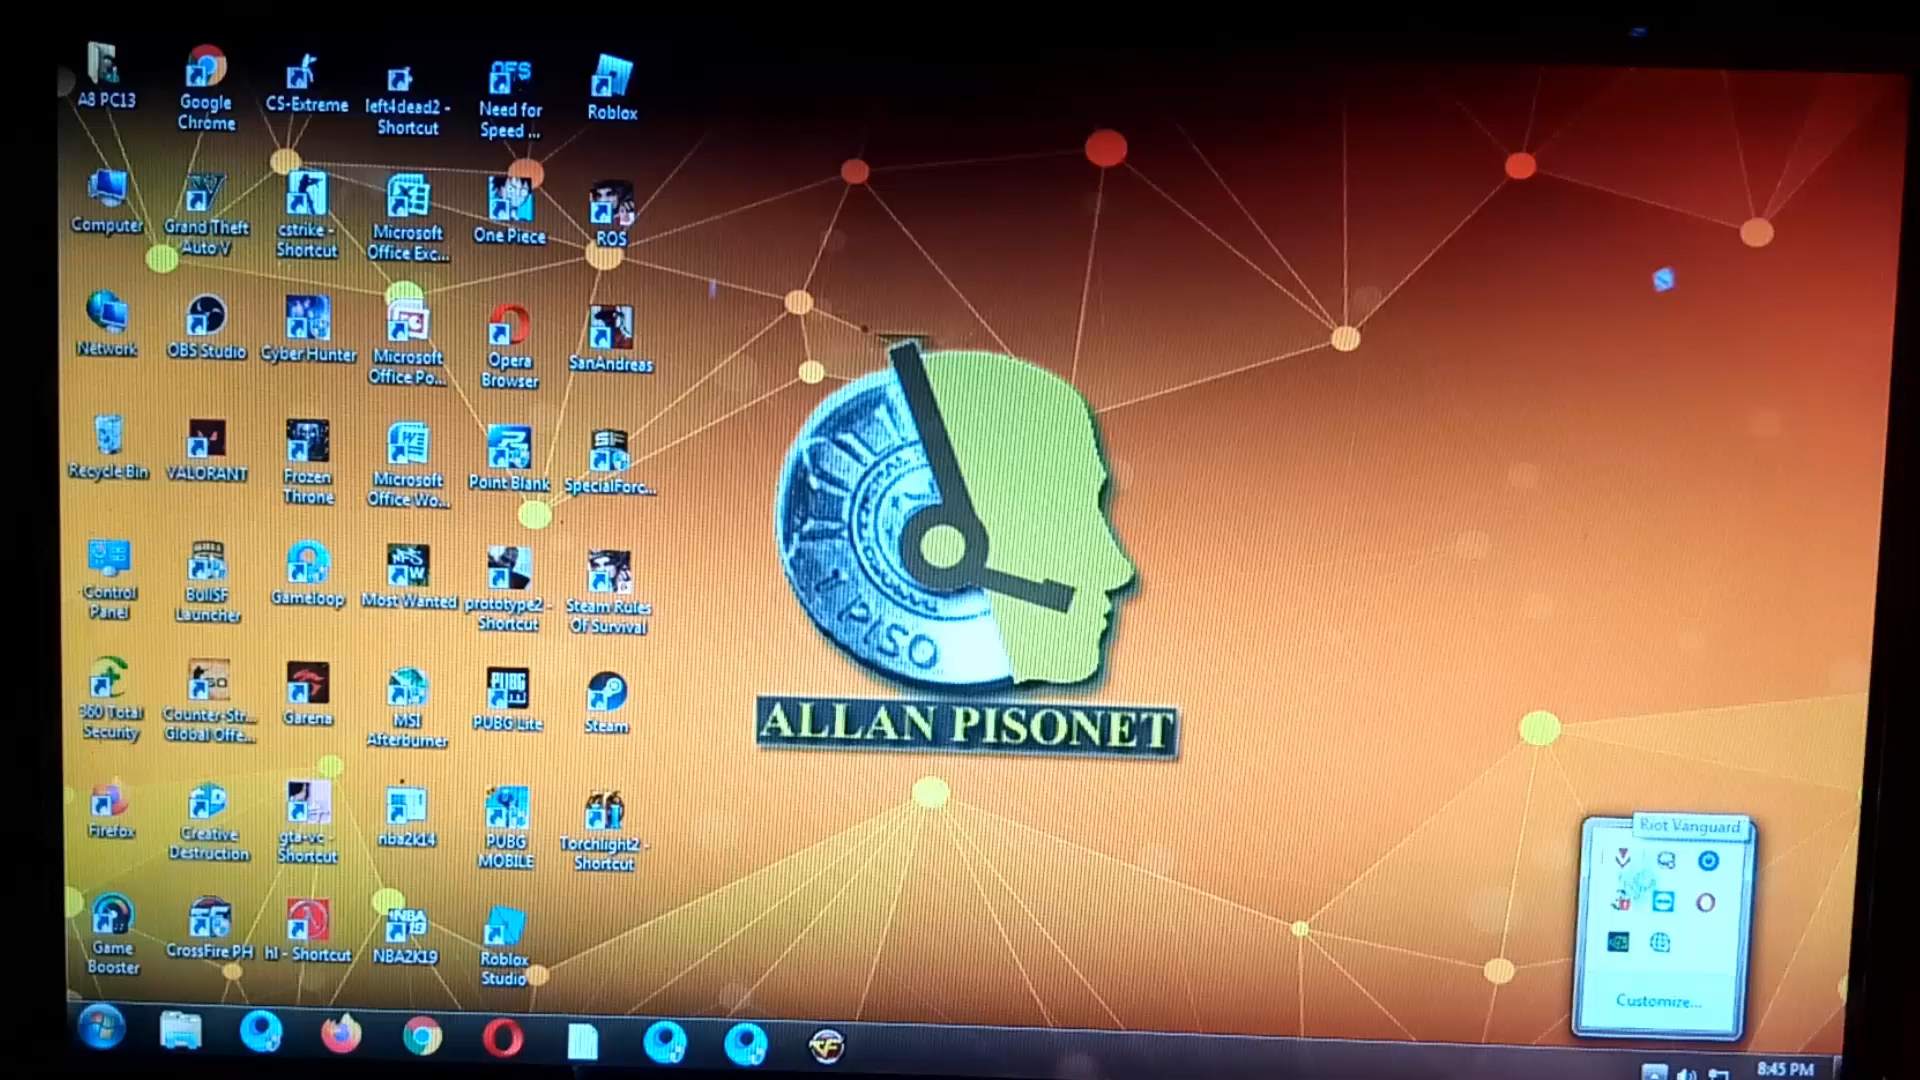 A8 PC13
Google
Chrome
CS-Extreme
left4dead2 -
Shortcut
Need for
Speed ...
Roblox
Computer
Grand Theft
Auto V
cstrike -
Shortcut
Microsoft
Office Exc...
One Piece
ROS
Network
OBS Studio
Cyber Hunter
Microsoft
Office Po...
Opera
Browser
SanAndreas
Recycle Bin
VALORANT
Frozen
Throne
Microsoft
Office Wo...
Point Blank
SpecialForc...
Control
Panel
BullSF
Launcher
Gameloop
Most Wanted
prototype2 -
Shortcut
Steam Rules
Of Survival
360 Total
Security
Counter-Str...
Global Offe...
Garena
MSI
Afterburner
PUBG Lite
Steam
Firefox
Creative
Destruction
gta-vc -
Shortcut
nba2k14
PUBG
MOBILE
Torchlight2 -
Shortcut
Game
Booster
CrossFire PH
hl - Shortcut
NBA2K19
Roblox
Studio
1 PISO
ALLAN PISONET
Riot Vanguard
Customize...
8:45 PM